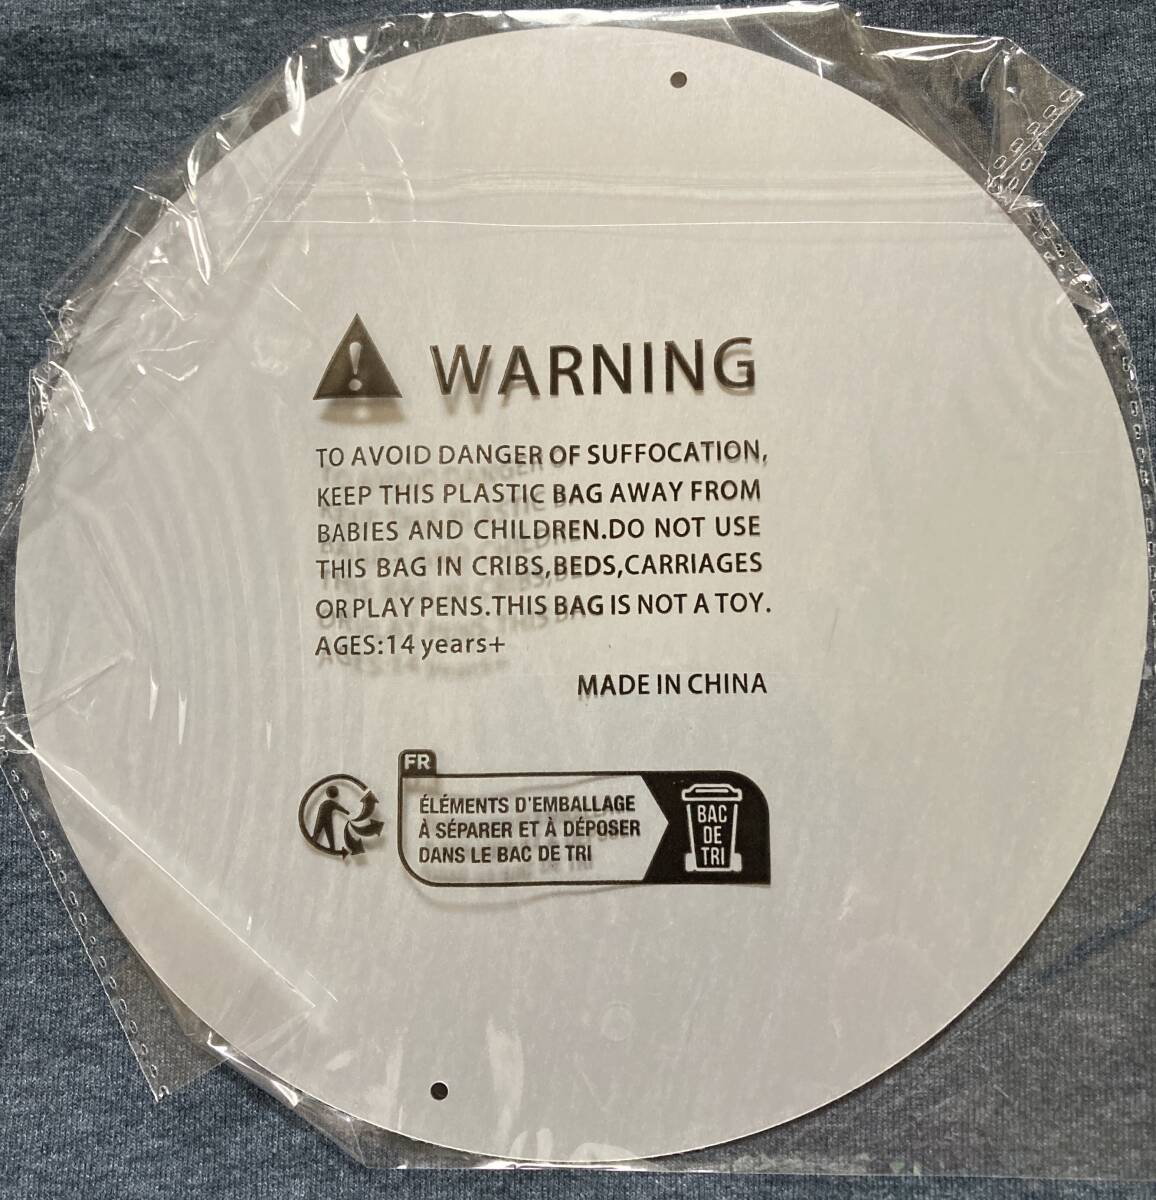 WARNING
TO AVOID DANGER OF SUFFOCATION,
KEEP THIS PLASTIC BAG AWAY FROM
BABIES AND CHILDREN.DO NOT USE
THIS BAG IN CRIBS,BEDS,CARRIAGES
OR PLAY PENS.THIS BAG IS NOT A TOY.
AGES:14 years+
MADE IN CHINA
FR
ÉLÉMENTS D'EMBALLAGE
À SÉPARER ET À DÉPOSER
DANS LE BAC DE TRI
BAC
DE
TRI